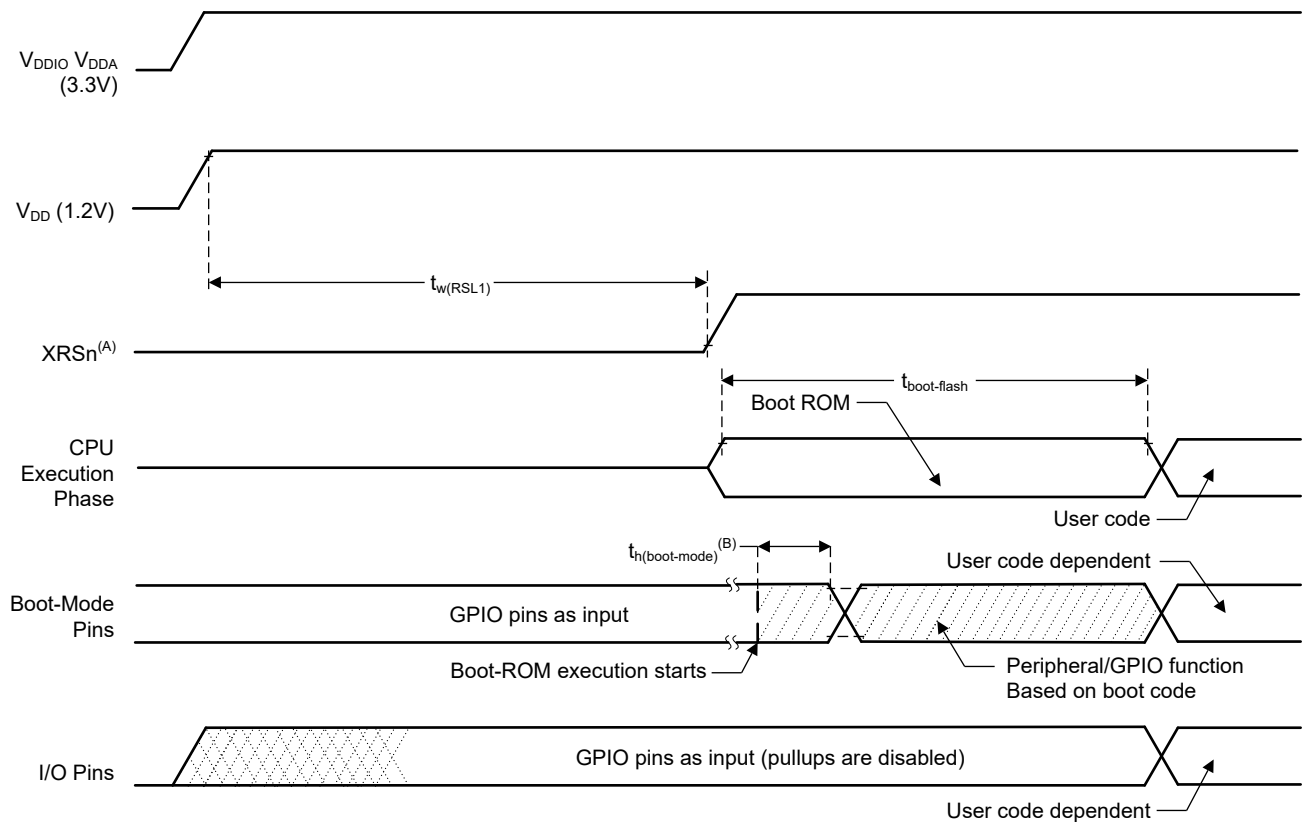 VDDIO VDDA
(3.3V)
VDD (1.2V)
tw(RSL1)
XRSn(A)
tboot-flash
Boot ROM
CPU
Execution
Phase
User code
th(boot-mode)(B)
User code dependent
Boot-Mode
Pins
GPIO pins as input
Boot-ROM execution starts
Peripheral/GPIO function
Based on boot code
I/O Pins
GPIO pins as input (pullups are disabled)
User code dependent